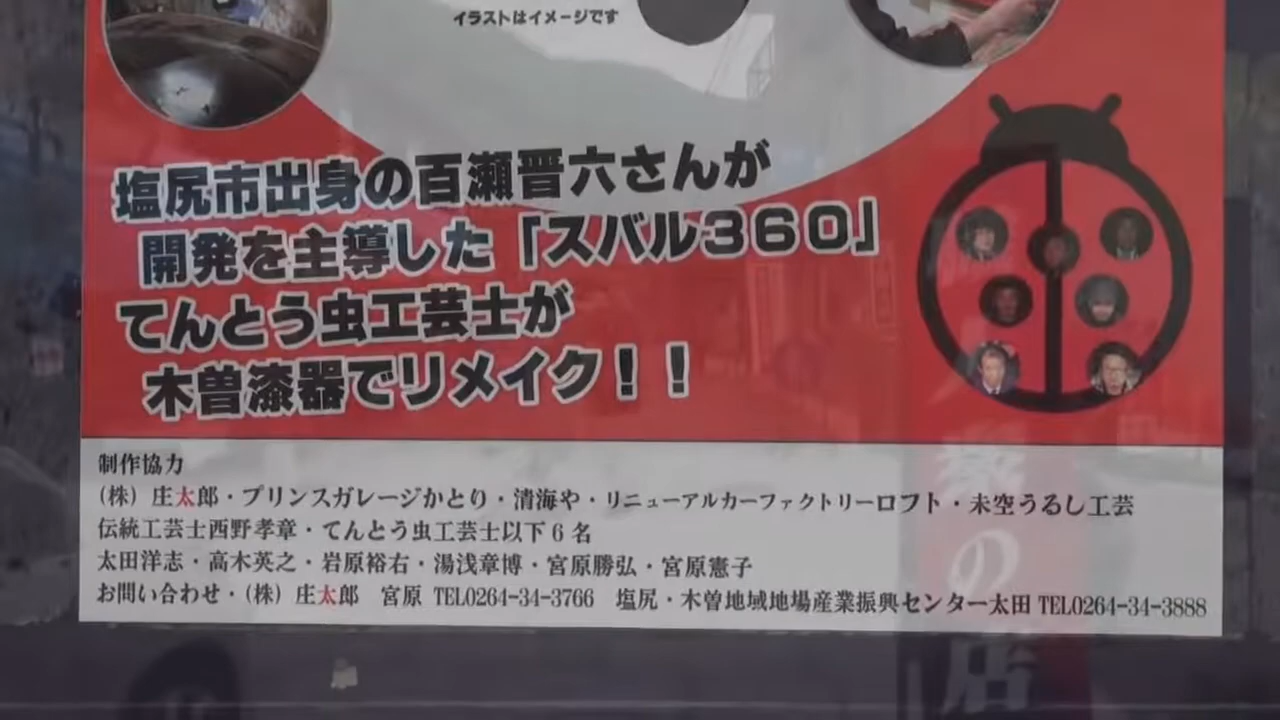 イラストはイメージです
塩尻市出身の百瀬晋六さんが
開発を主導した「スバル360」
てんとう虫工芸士が
木曽漆器でリメイク！！
制作協力
（株）庄太郎・プリンスガレージかとり・清海や・リニューアルカーファクトリーロフト・未空うるし工芸
伝統工芸士西野孝章・てんとう虫工芸士以下6名
太田洋志・高木英之・岩原裕右・湯浅章博・宮原勝弘・宮原憲子
お問い合わせ・（株）庄太郎　宮原 TEL0264-34-3766　塩尻・木曽地域地場産業振興センター太田 TEL0264-34-3888
の
店